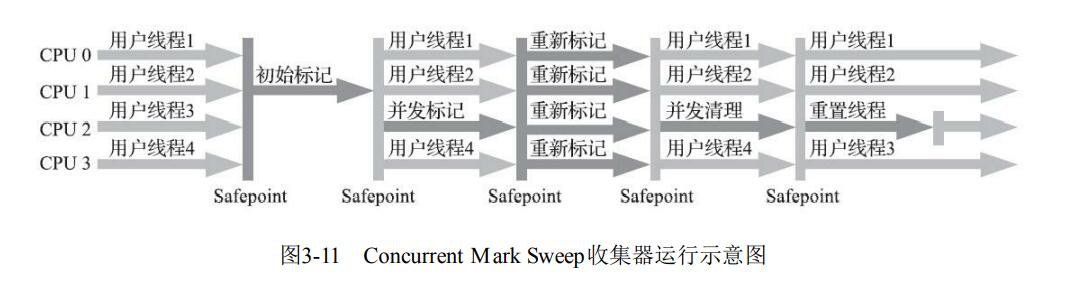 CPU 0 用户线程1 用户线程1 重新标记 用户线程1 用户线程1
CPU 1 用户线程2 初始标记 用户线程2 重新标记 用户线程2 用户线程2
CPU 2 用户线程3 并发标记 重新标记 并发清理 重置线程
CPU 3 用户线程4 用户线程4 重新标记 用户线程4 用户线程3
Safepoint Safepoint Safepoint Safepoint Safepoint
图3-11 Concurrent Mark Sweep收集器运行示意图